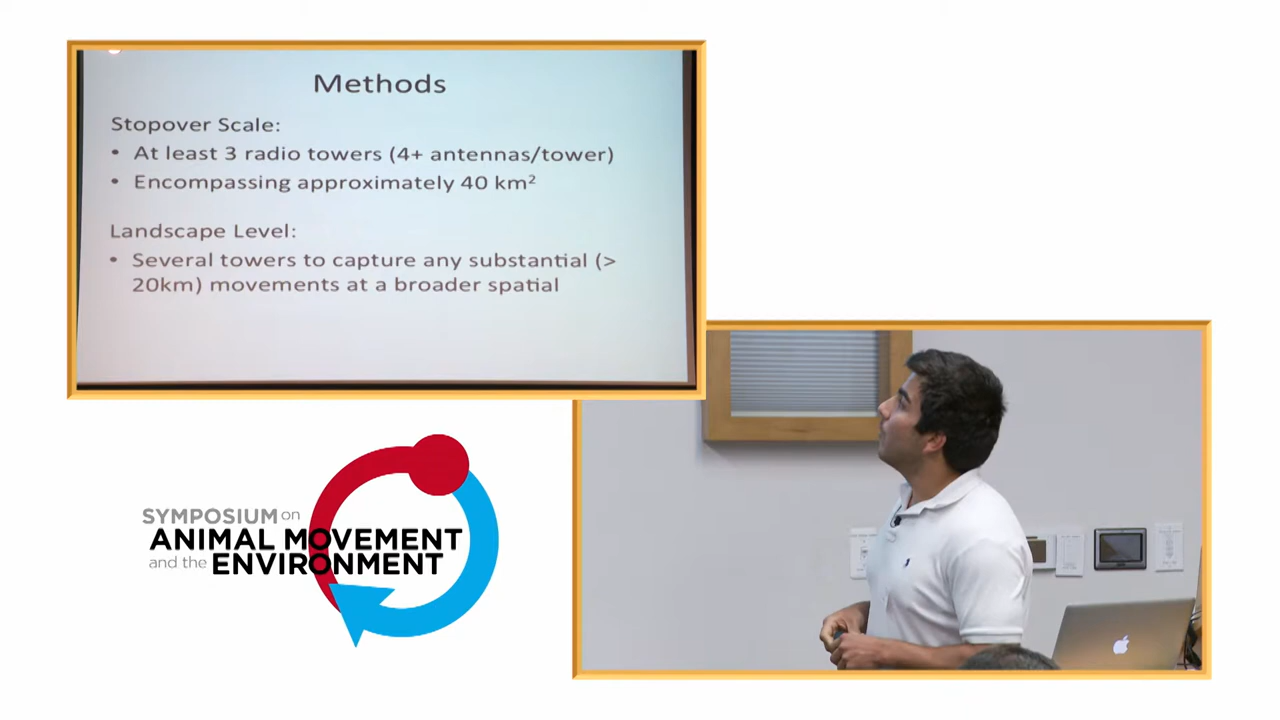 Methods
Stopover Scale:
• At least 3 radio towers (4+ antennas/tower)
• Encompassing approximately 40 km²
Landscape Level:
• Several towers to capture any substantial (>
20km) movements at a broader spatial
SYMPOSIUM on
ANIMAL MOVEMENT
and the ENVIRONMENT